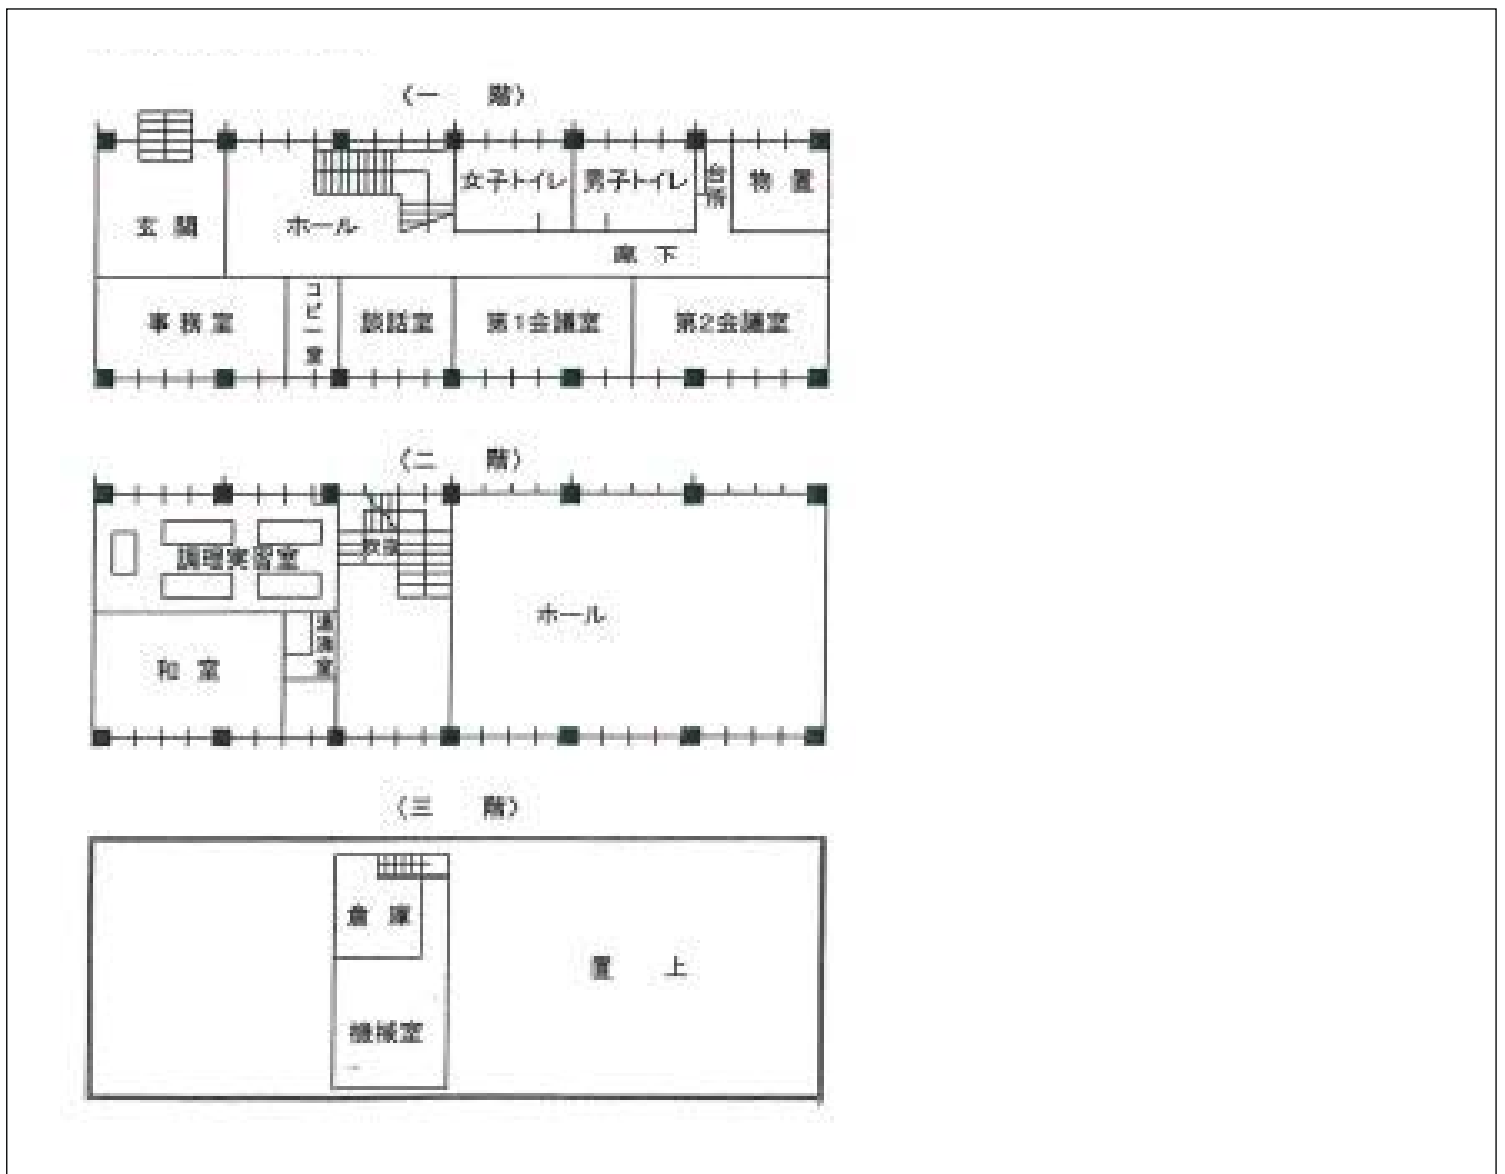 〈一 階〉
女子トイレ 男子トイレ 台所 物 置
玄 関 ホール
廊 下
事 務 室 コピー室 談話室 第1会議室 第2会議室
〈二 階〉
調理実習室
ホール
和 室
〈三 階〉
倉 庫
屋 上
機械室